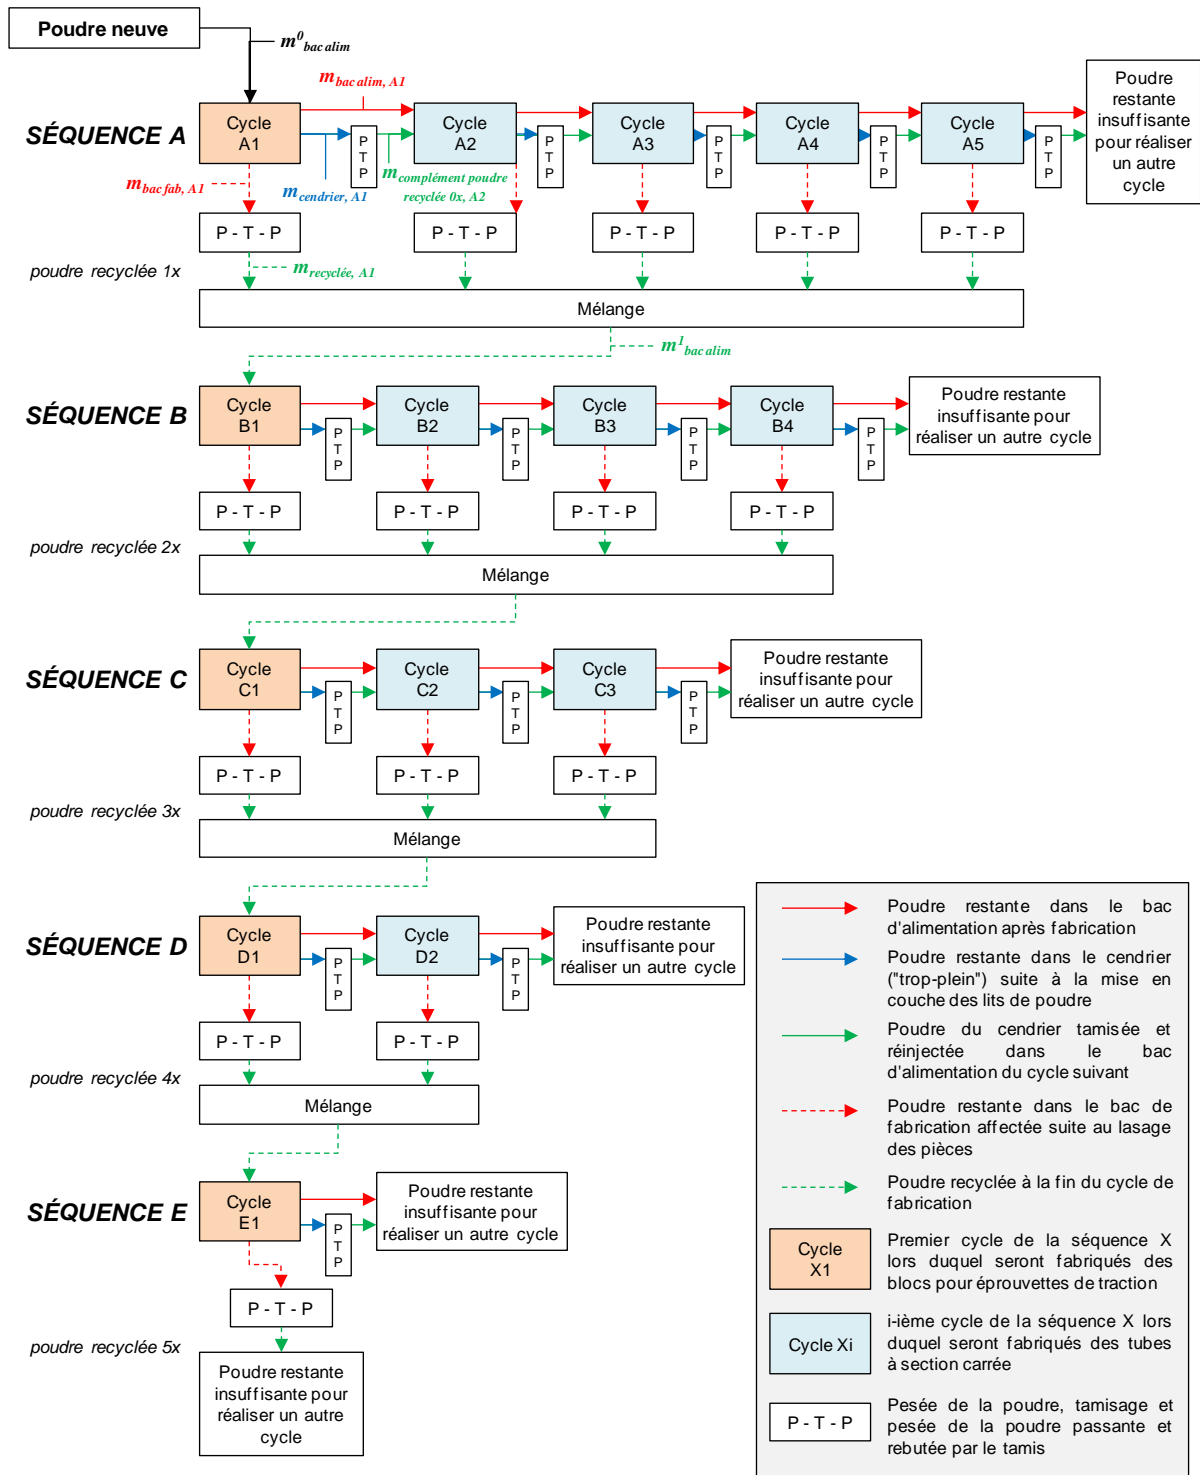 Poudre neuve
m⁰bac alim
m bac alim, A1
SÉQUENCE A
Cycle
A1
P
T
P
Cycle
A2
P
T
P
Cycle
A3
P
T
P
Cycle
A4
P
T
P
Cycle
A5
P
T
P
Poudre
restante
insuffisante
pour réaliser
un autre
cycle
m bac fab, A1
m cendrier, A1
m complément poudre
recyclée 0x, A2
P - T - P
P - T - P
P - T - P
P - T - P
P - T - P
poudre recyclée 1x
m recyclée, A1
Mélange
m¹bac alim
SÉQUENCE B
Cycle
B1
P
T
P
Cycle
B2
P
T
P
Cycle
B3
P
T
P
Cycle
B4
P
T
P
Poudre restante
insuffisante pour
réaliser un autre cycle
P - T - P
P - T - P
P - T - P
P - T - P
poudre recyclée 2x
Mélange
SÉQUENCE C
Cycle
C1
P
T
P
Cycle
C2
P
T
P
Cycle
C3
P
T
P
Poudre restante
insuffisante pour
réaliser un autre cycle
P - T - P
P - T - P
P - T - P
poudre recyclée 3x
Mélange
SÉQUENCE D
Cycle
D1
P
T
P
Cycle
D2
P
T
P
Poudre restante
insuffisante pour
réaliser un autre cycle
P - T - P
P - T - P
poudre recyclée 4x
Mélange
SÉQUENCE E
Cycle
E1
P
T
P
Poudre restante
insuffisante pour
réaliser un autre cycle
P - T - P
poudre recyclée 5x
Poudre restante
insuffisante pour
réaliser un autre
cycle
Poudre restante dans le bac
d'alimentation après fabrication
Poudre restante dans le cendrier
("trop-plein") suite à la mise en
couche des lits de poudre
Poudre du cendrier tamisée et
réinjectée dans le bac
d'alimentation du cycle suivant
Poudre restante dans le bac de
fabrication affectée suite au lasage
des pièces
Poudre recyclée à la fin du cycle de
fabrication
Cycle
X1
Premier cycle de la séquence X
lors duquel seront fabriqués des
blocs pour éprouvettes de traction
Cycle Xi
i-ième cycle de la séquence X lors
duquel seront fabriqués des tubes
à section carrée
P - T - P
Pesée de la poudre, tamisage et
pesée de la poudre passante et
rebutée par le tamis